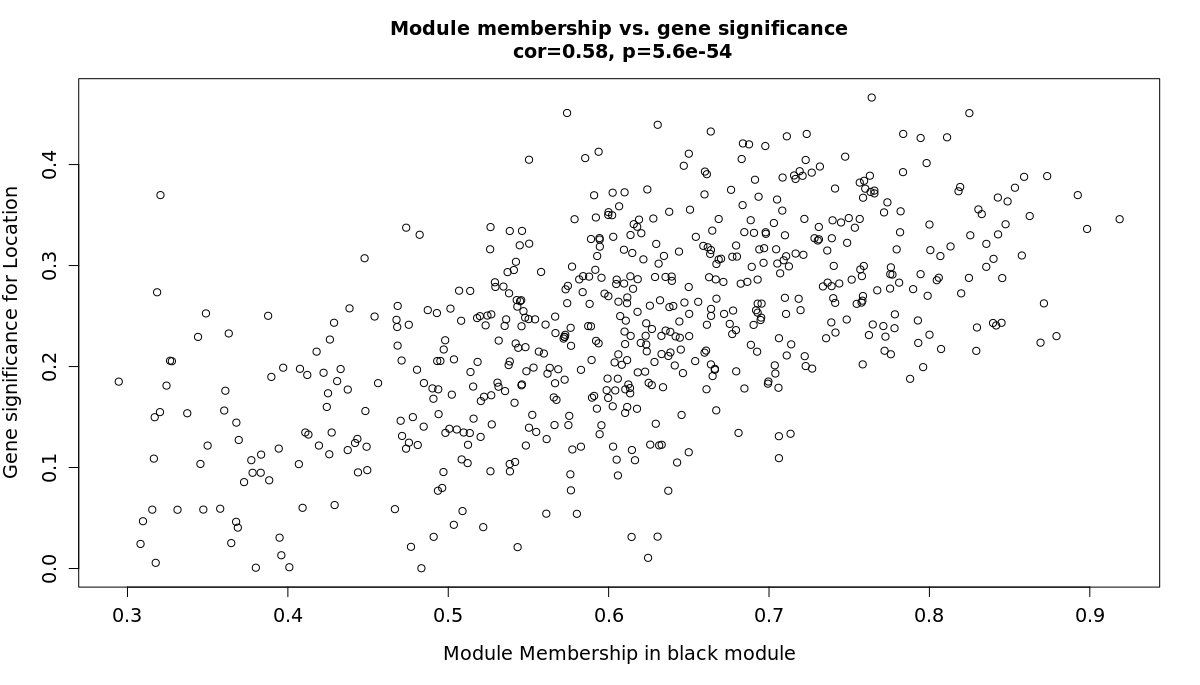 Module membership vs. gene significance
cor=0.58, p=5.6e-54
Gene significance for Location
0.4
0.3
0.2
0.1
0.0
0.3 0.4 0.5 0.6 0.7 0.8 0.9
Module Membership in black module